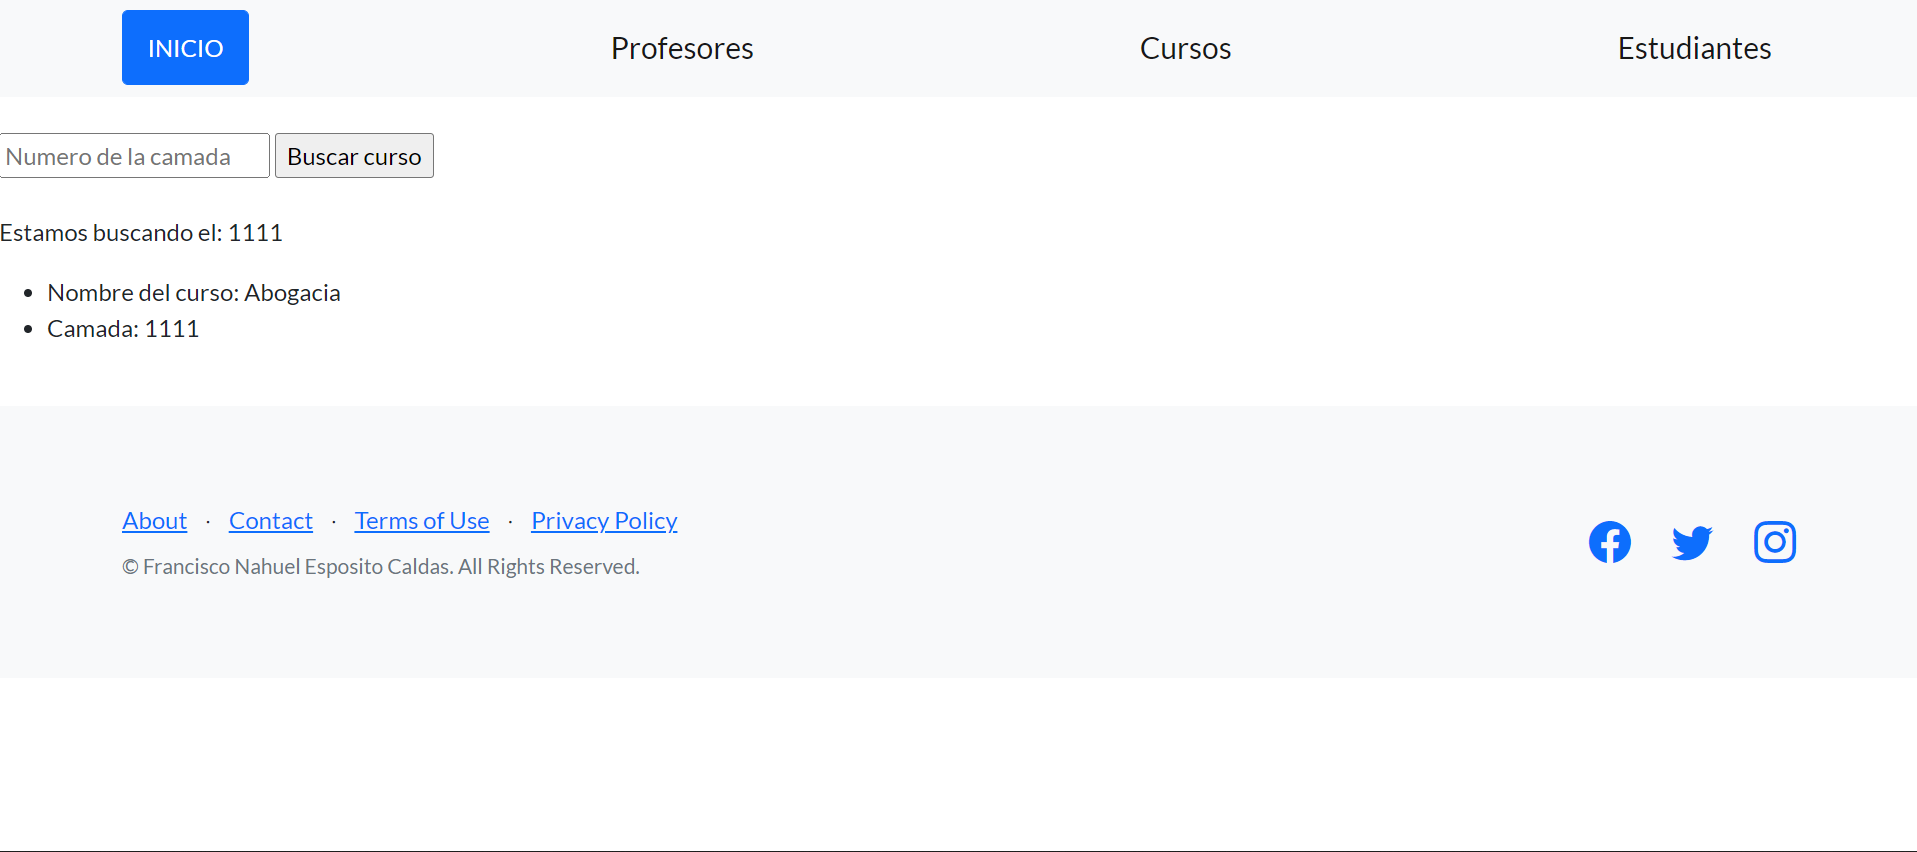 INICIO Profesores Cursos Estudiantes
Numero de la camada Buscar curso
Estamos buscando el: 1111
• Nombre del curso: Abogacia
• Camada: 1111
About · Contact · Terms of Use · Privacy Policy
© Francisco Nahuel Esposito Caldas. All Rights Reserved.